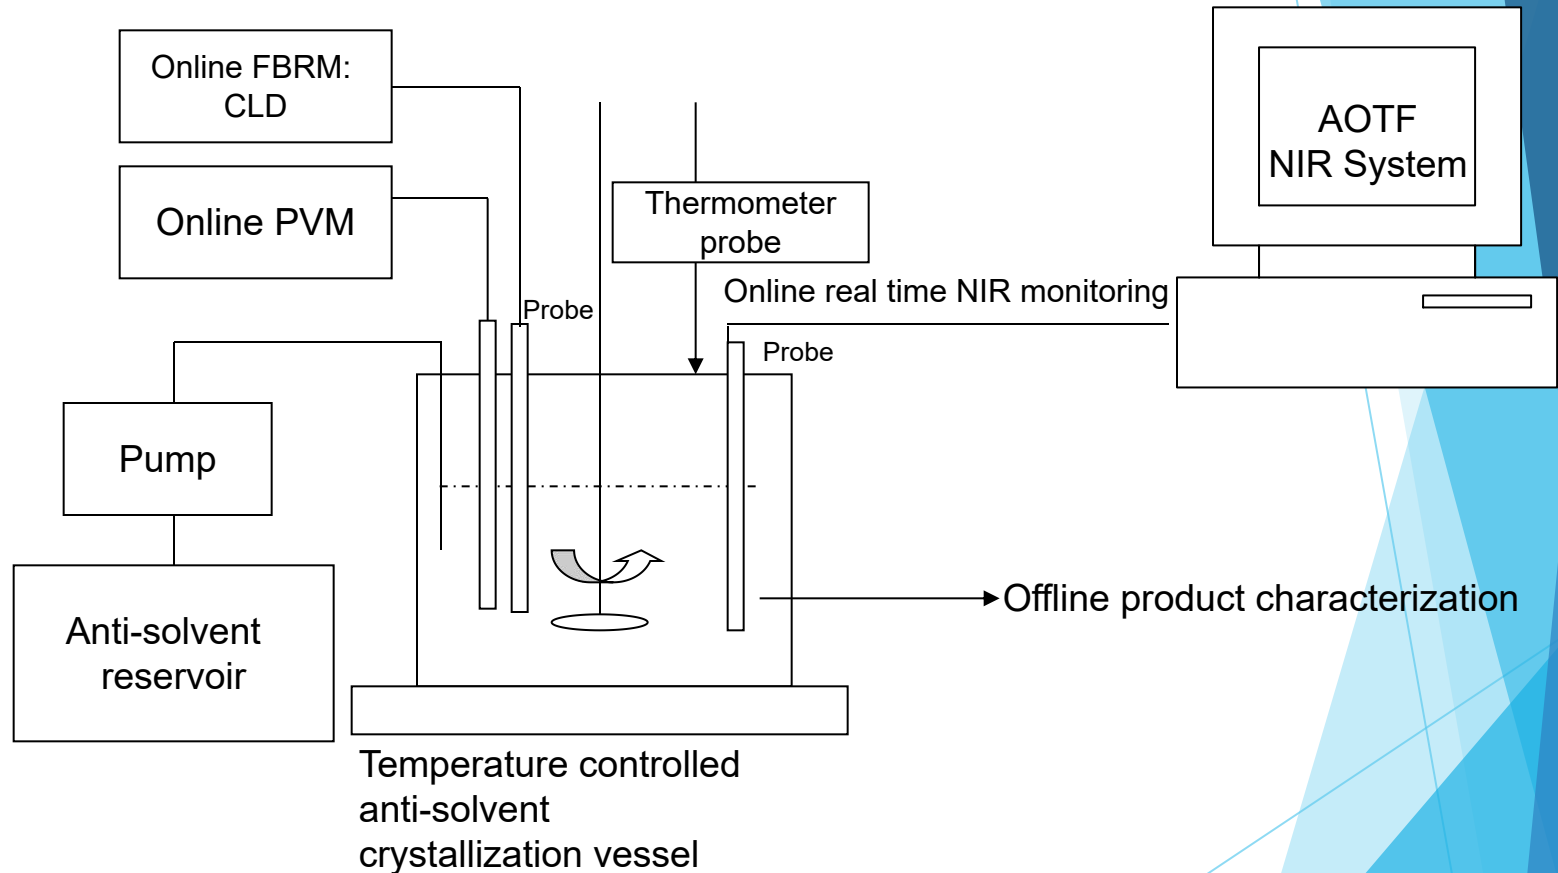 Online FBRM:
CLD
Online PVM
Thermometer
probe
AOTF
NIR System
Online real time NIR monitoring
Probe
Probe
Pump
Anti-solvent
reservoir
Offline product characterization
Temperature controlled
anti-solvent
crystallization vessel